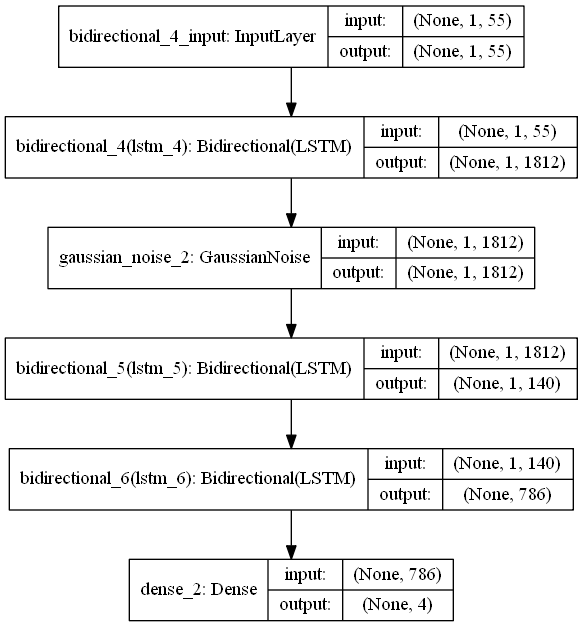 bidirectional_4_input: InputLayer
input: (None, 1, 55)
output: (None, 1, 55)
bidirectional_4(lstm_4): Bidirectional(LSTM)
input: (None, 1, 55)
output: (None, 1, 1812)
gaussian_noise_2: GaussianNoise
input: (None, 1, 1812)
output: (None, 1, 1812)
bidirectional_5(lstm_5): Bidirectional(LSTM)
input: (None, 1, 1812)
output: (None, 1, 140)
bidirectional_6(lstm_6): Bidirectional(LSTM)
input: (None, 1, 140)
output: (None, 786)
dense_2: Dense
input: (None, 786)
output: (None, 4)